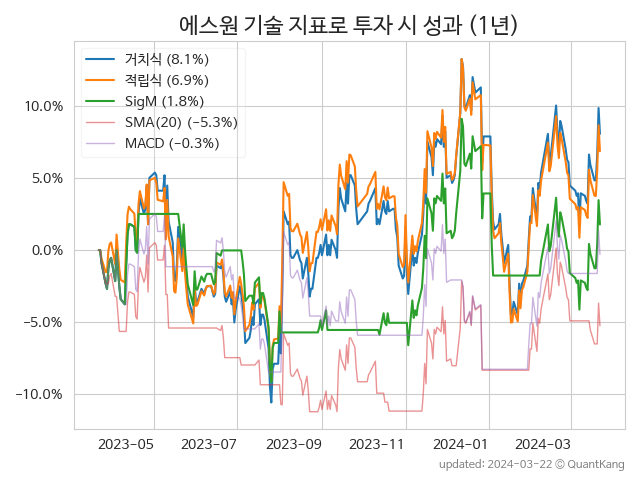 에스원 기술 지표로 투자 시 성과 (1년)
거치식 (8.1%)
적립식 (6.9%)
SigM (1.8%)
SMA(20) (−5.3%)
MACD (−0.3%)
10.0%
5.0%
0.0%
−5.0%
−10.0%
2023-05 2023-07 2023-09 2023-11 2024-01 2024-03
updated: 2024-03-22 © QuantKang